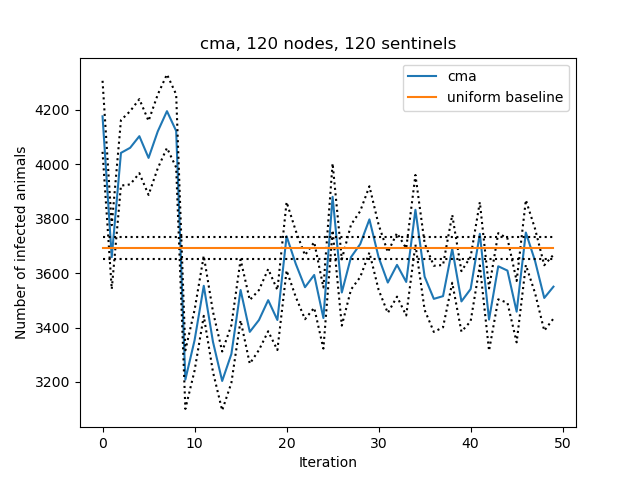 cma, 120 nodes, 120 sentinels
cma
uniform baseline
Number of infected animals
4200
4000
3800
3600
3400
3200
0 10 20 30 40 50
Iteration